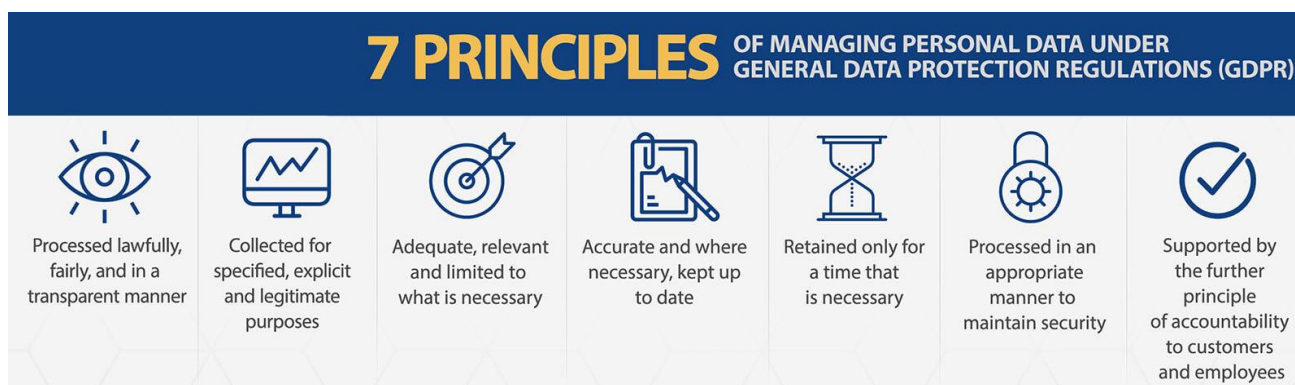 7 PRINCIPLES
OF MANAGING PERSONAL DATA UNDER
GENERAL DATA PROTECTION REGULATIONS (GDPR)
Processed lawfully,
fairly, and in a
transparent manner
Collected for
specified, explicit
and legitimate
purposes
Adequate, relevant
and limited to
what is necessary
Accurate and where
necessary, kept up
to date
Retained only for
a time that
is necessary
Processed in an
appropriate
manner to
maintain security
Supported by
the further
principle
of accountability
to customers
and employees